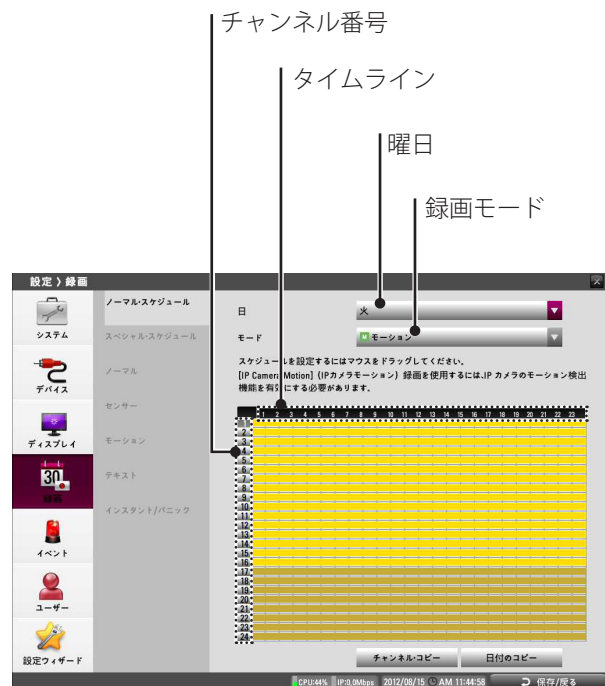 チャンネル番号
タイムライン
曜日
録画モード
設定 〉録画
システム
デバイス
ディスプレイ
30
録画
イベント
ユーザー
設定ウィザード
ノーマル·スケジュール
スペシャル·スケジュール
ノーマル
センサー
モーション
テキスト
インスタント/パニック
日 火
モード M モーション
スケジュールを設定するにはマウスをドラッグしてください。
[IP Camera Motion] (IPカメラモーション) 録画を使用するには、IP カメラのモーション検出
機能を有効にする必要があります。
1 2 3 4 5 6 7 8 9 10 11 12 13 14 15 16 17 18 19 20 21 22 23
1
2
3
4
5
6
7
8
9
10
11
12
13
14
15
16
17
18
19
20
21
22
23
24
チャンネル·コピー 日付のコピー
CPU:44% IP:0.0Mbps 2012/08/15 AM 11:44:58 保存/戻る